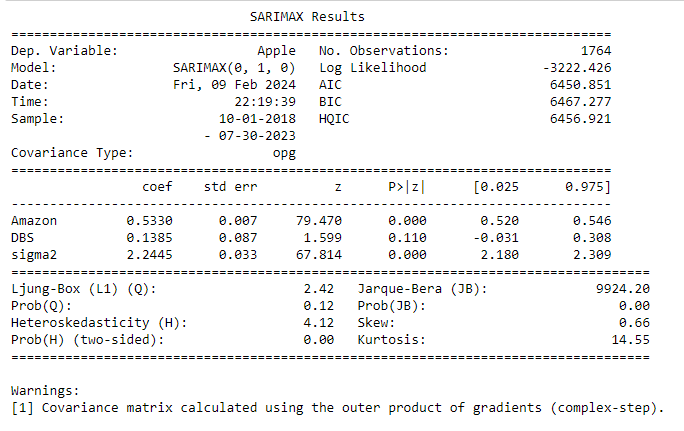 SARIMAX Results
==============================================================================
Dep. Variable:                  Apple   No. Observations:                 1764
Model:               SARIMAX(0, 1, 0)   Log Likelihood               -3222.426
Date:                Fri, 09 Feb 2024   AIC                           6450.851
Time:                        22:19:39   BIC                           6467.277
Sample:                    10-01-2018   HQIC                          6456.921
                         - 07-30-2023
Covariance Type:                  opg
==============================================================================
                 coef    std err          z      P>|z|      [0.025      0.975]
------------------------------------------------------------------------------
Amazon         0.5330      0.007     79.470      0.000       0.520       0.546
DBS            0.1385      0.087      1.599      0.110      -0.031       0.308
sigma2         2.2445      0.033     67.814      0.000       2.180       2.309
===================================================================================
Ljung-Box (L1) (Q):                   2.42   Jarque-Bera (JB):              9924.20
Prob(Q):                              0.12   Prob(JB):                         0.00
Heteroskedasticity (H):               4.12   Skew:                             0.66
Prob(H) (two-sided):                  0.00   Kurtosis:                        14.55
===================================================================================
Warnings:
[1] Covariance matrix calculated using the outer product of gradients (complex-step).